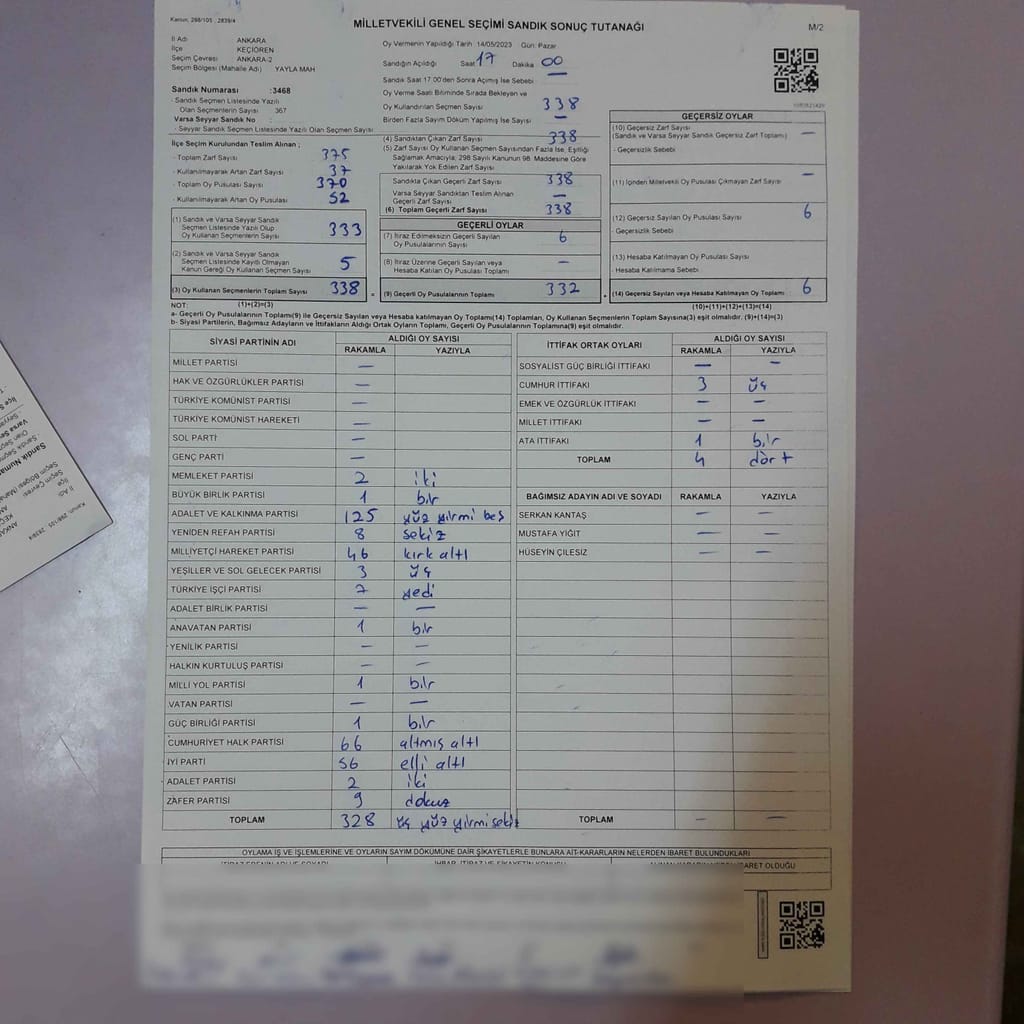 Kanun; 298/105 ; 2839/4
MİLLETVEKİLİ GENEL SEÇİMİ SANDIK SONUÇ TUTANAĞI
M/2
İl Adı ANKARA
İlçe KEÇİÖREN
Seçim Çevresi ANKARA-2
Seçim Bölgesi (Mahalle Adı) YAYLA MAH
Sandık Numarası :3468
- Sandık Seçmen Listesinde Yazılı
Olan Seçmenlerin Sayısı 367
Varsa Seyyar Sandık No :
- Seyyar Sandık Seçmen Listesinde Yazılı Olan Seçmen Sayısı
İlçe Seçim Kurulundan Teslim Alınan ;
- Toplam Zarf Sayısı 375
- Kullanılmayarak Artan Zarf Sayısı 37
- Toplam Oy Pusulası Sayısı 370
- Kullanılmayarak Artan Oy Pusulası 52
(1) Sandık ve Varsa Seyyar Sandık
Seçmen Listesinde Yazılı Olup
Oy Kullanan Seçmenlerin Sayısı 333
(2) Sandık ve Varsa Seyyar Sandık
Seçmen Listesinde Kayıtlı Olmayan
Kanun Gereği Oy Kullanan Seçmen Sayısı 5
(3) Oy Kullanan Seçmenlerin Toplam Sayısı 338 =
Oy Vermenin Yapıldığı Tarih 14/05/2023 Gün: Pazar
Sandığın Açıldığı Saat 17 Dakika 00
Sandık Saat 17.00'den Sonra Açılmış İse Sebebi —
Oy Verme Saati Bitiminde Sırada Bekleyen ve
Oy Kullandırılan Seçmen Sayısı 338
Birden Fazla Sayım Döküm Yapılmış İse Sayısı —
(4) Sandıktan Çıkan Zarf Sayısı 338
(5) Zarf Sayısı Oy Kullanan Seçmen Sayısından Fazla İse, Eşitliği
Sağlamak Amacıyla; 298 Sayılı Kanunun 98. Maddesine Göre
Yakılarak Yok Edilen Zarf Sayısı
Sandıkta Çıkan Geçerli Zarf Sayısı 338
Varsa Seyyar Sandıktan Teslim Alınan
Geçerli Zarf Sayısı —
(6) Toplam Geçerli Zarf Sayısı 338
GEÇERLİ OYLAR
(7) İtiraz Edilmeksizin Geçerli Sayılan
Oy Pusulalarının Sayısı 6
(8) İtiraz Üzerine Geçerli Sayılan veya
Hesaba Katılan Oy Pusulası Toplamı —
(9) Geçerli Oy Pusulalarının Toplamı 332 +
GEÇERSİZ OYLAR
(10) Geçersiz Zarf Sayısı
(Sandık ve Varsa Seyyar Sandık Geçersiz Zarf Toplamı) —
- Geçersizlik Sebebi
(11) İçinden Milletvekili Oy Pusulası Çıkmayan Zarf Sayısı —
(12) Geçersiz Sayılan Oy Pusulası Sayısı 6
- Geçersizlik Sebebi
(13) Hesaba Katılmayan Oy Pusulası Sayısı
- Hesaba Katılmama Sebebi
(14) Geçersiz Sayılan veya Hesaba Katılmayan Oy Toplamı 6
NOT: (1)+(2)=(3) (10)+(11)+(12)+(13)=(14)
a- Geçerli Oy Pusulalarının Toplamı(9) ile Geçersiz Sayılan veya Hesaba katılmayan Oy Toplamı(14) Toplamları, Oy Kullanan Seçmenlerin Toplam Sayısına(3) eşit olmalıdır. (9)+(14)=(3)
b- Siyasi Partilerin, Bağımsız Adayların ve İttifakların Aldığı Ortak Oyların Toplamı, Geçerli Oy Pusulalarının Toplamına(9) eşit olmalıdır.
SİYASİ PARTİNİN ADI ALDIĞI OY SAYISI
RAKAMLA YAZIYLA
MİLLET PARTİSİ —
HAK VE ÖZGÜRLÜKLER PARTİSİ —
TÜRKİYE KOMÜNİST PARTİSİ —
TÜRKİYE KOMÜNİST HAREKETİ —
SOL PARTİ —
GENÇ PARTİ —
MEMLEKET PARTİSİ 2 iki
BÜYÜK BİRLİK PARTİSİ 1 bir
ADALET VE KALKINMA PARTİSİ 125 yüz yirmi beş
YENİDEN REFAH PARTİSİ 8 sekiz
MİLLİYETÇİ HAREKET PARTİSİ 46 kırk altı
YEŞİLLER VE SOL GELECEK PARTİSİ 3 üç
TÜRKİYE İŞÇİ PARTİSİ 7 yedi
ADALET BİRLİK PARTİSİ — —
ANAVATAN PARTİSİ 1 bir
YENİLİK PARTİSİ — —
HALKIN KURTULUŞ PARTİSİ — —
MİLLİ YOL PARTİSİ 1 bir
VATAN PARTİSİ — —
GÜÇ BİRLİĞİ PARTİSİ 1 bir
CUMHURİYET HALK PARTİSİ 66 altmış altı
İYİ PARTİ 56 elli altı
ADALET PARTİSİ 2 iki
ZAFER PARTİSİ 9 dokuz
TOPLAM 328 üç yüz yirmi sekiz
İTTİFAK ORTAK OYLARI ALDIĞI OY SAYISI
RAKAMLA YAZIYLA
SOSYALİST GÜÇ BİRLİĞİ İTTİFAKI — —
CUMHUR İTTİFAKI 3 üç
EMEK VE ÖZGÜRLÜK İTTİFAKI — —
MİLLET İTTİFAKI — —
ATA İTTİFAKI 1 bir
TOPLAM 4 dört
BAĞIMSIZ ADAYIN ADI VE SOYADI RAKAMLA YAZIYLA
SERKAN KANTAŞ — —
MUSTAFA YİĞİT — —
HÜSEYİN ÇİLESİZ — —
TOPLAM — —
OYLAMA İŞ VE İŞLEMLERİNE VE OYLARIN SAYIM DÖKÜMÜNE DAİR ŞİKAYETLERLE BUNLARA AİT KARARLARIN NELERDEN İBARET BULUNDUKLARI